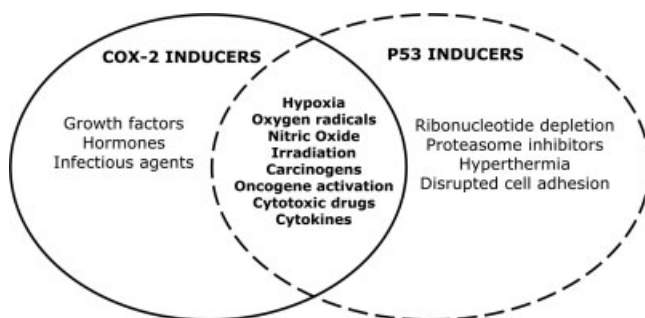 COX-2 INDUCERS
P53 INDUCERS
Growth factors
Hormones
Infectious agents
Hypoxia
Oxygen radicals
Nitric Oxide
Irradiation
Carcinogens
Oncogene activation
Cytotoxic drugs
Cytokines
Ribonucleotide depletion
Proteasome inhibitors
Hyperthermia
Disrupted cell adhesion